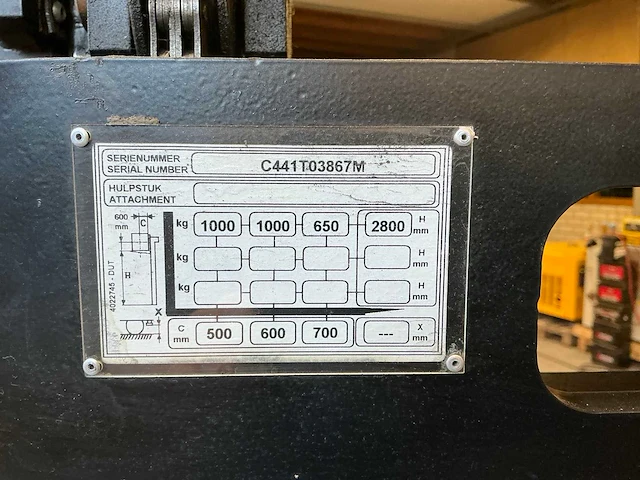 SERIENUMMER
SERIAL NUMBER
C441T03867M
HULPSTUK
ATTACHMENT
600
mm
C
H
X
4022745 - DUT
kg 1000 1000 650 2800 H mm
kg H mm
kg H mm
C mm 500 600 700 --- X mm